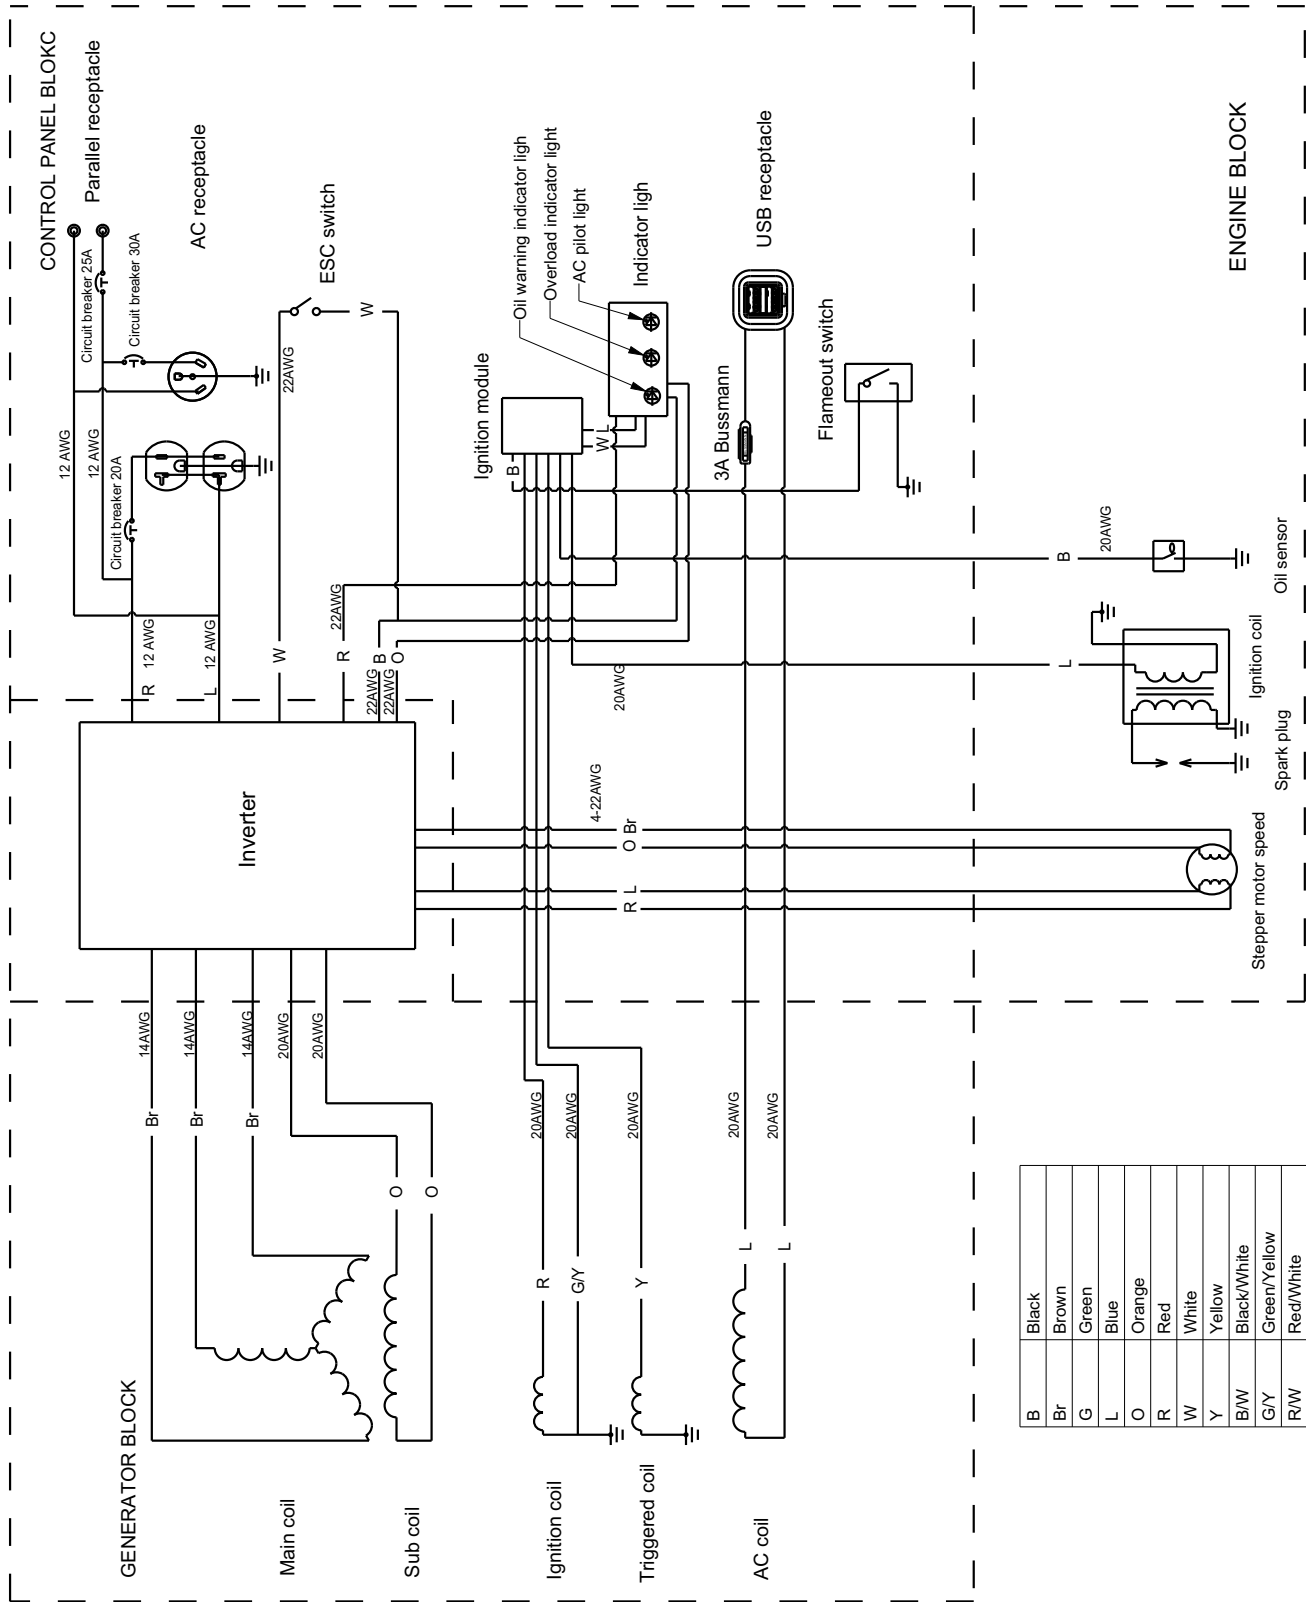 CONTROL PANEL BLOKC
Parallel receptacle
Circuit breaker 25A
Circuit breaker 30A
AC receptacle
ESC switch
12 AWG
12 AWG
Circuit breaker 20A
22AWG
W
Oil warning indicator ligh
Overload indicator light
AC pilot light
Indicator ligh
USB receptacle
Ignition module
3A Bussmann
Flameout switch
ENGINE BLOCK
B
W
L
R
12 AWG
L
12 AWG
W
R
22AWG
B
22AWG
O
22AWG
20AWG
L
B
20AWG
Oil sensor
Ignition coil
Spark plug
Inverter
4-22AWG
Br
O
L
R
Stepper motor speed
14AWG
14AWG
14AWG
20AWG
20AWG
Br
Br
Br
O
O
20AWG
20AWG
20AWG
20AWG
20AWG
R
G/Y
Y
L
L
GENERATOR BLOCK
Main coil
Sub coil
Ignition coil
Triggered coil
AC coil
B Black
Br Brown
G Green
L Blue
O Orange
R Red
W White
Y Yellow
B/W Black/White
G/Y Green/Yellow
R/W Red/White